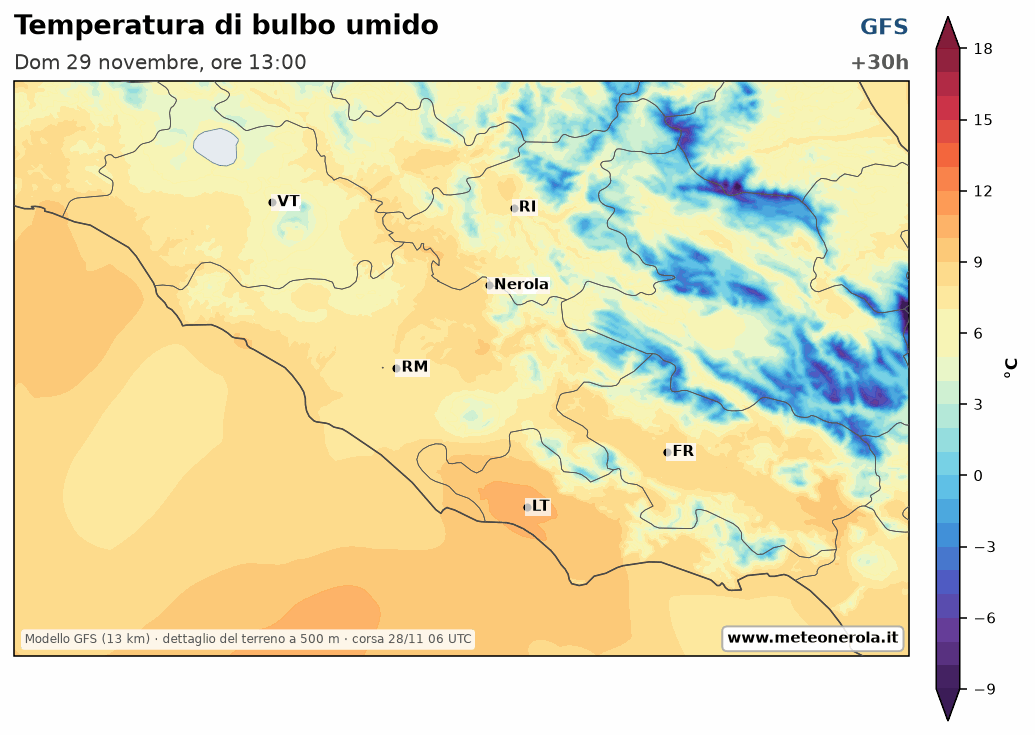 Temperatura di bulbo umido
GFS
Dom 29 novembre, ore 13:00
+30h
VT
RI
Nerola
RM
FR
LT
Modello GFS (13 km) · dettaglio del terreno a 500 m · corsa 28/11 06 UTC
www.meteonerola.it
18
15
12
9
6
3
0
−3
−6
−9
°C